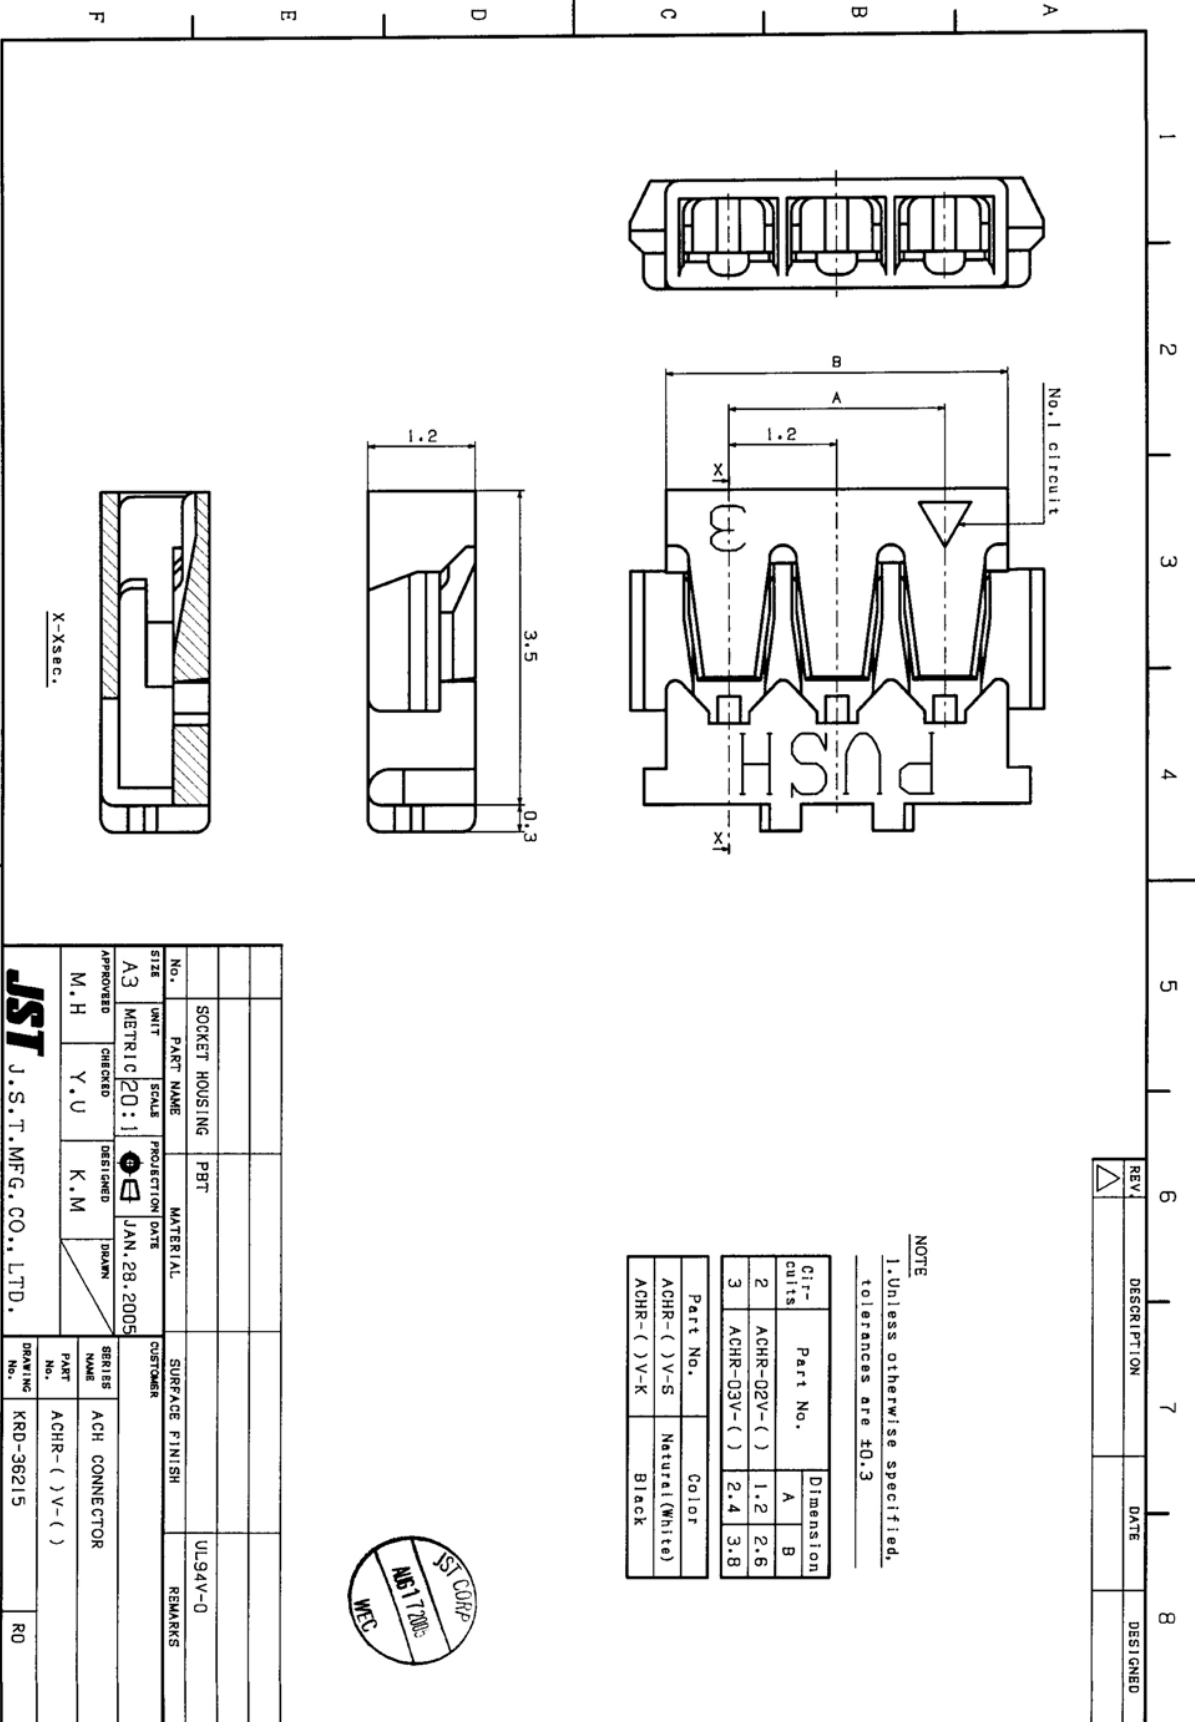 1 2 3 4 5 6 7 8
A
B
C
D
E
F
REV. DESCRIPTION DATE DESIGNED
No.1 circuit
B
A
1.2
X X
3
PUSH
3.5
0.3
1.2
X-Xsec.
NOTE
1.Unless otherwise specified,
tolerances are ±0.3
Cir-cuits Part No. Dimension
A B
2 ACHR-02V-( ) 1.2 2.6
3 ACHR-03V-( ) 2.4 3.8
Part No. Color
ACHR-( )V-S Natural(White)
ACHR-( )V-K Black
JST CORP
AUG 17 2005
WEC
SOCKET HOUSING PBT UL94V-0
No. PART NAME MATERIAL SURFACE FINISH REMARKS
SIZE UNIT SCALE PROJECTION DATE CUSTOMER
A3 METRIC 20:1 JAN.28.2005
APPROVEED CHECKED DESIGNED DRAWN
M.H Y.U K.M
SERIES NAME ACH CONNECTOR
PART No. ACHR-( )V-( )
JST J.S.T.MFG.CO.,LTD.
DRAWING No. KRD-36215 R0